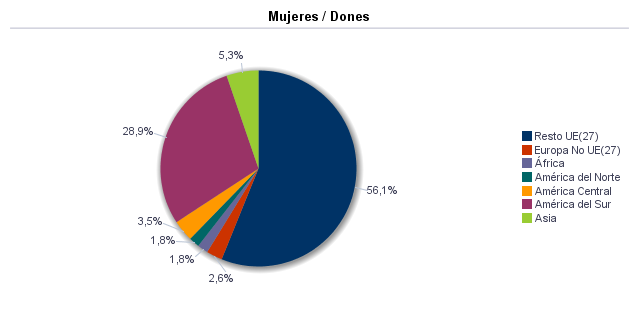 Mujeres / Dones
5,3%
28,9%
56,1%
3,5%
1,8%
1,8%
2,6%
Resto UE(27)
Europa No UE(27)
África
América del Norte
América Central
América del Sur
Asia